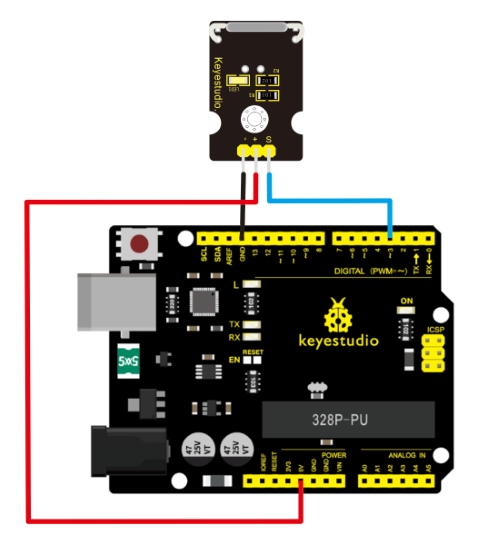 Keyestudio.
- + S
SCL
SDA
AREF
GND
13
12
~11
~10
~9
8
7
~6
~5
4
~3
2
TX→1
RX←0
DIGITAL (PWM=~)
L
TX
RX
RESET
EN
ON
ICSP
keyestudio
5x5
328P-PU
47
25V
VT
47
25V
VT
POWER
ANALOG IN
IOREF
RESET
3V3
5V
GND
GND
VIN
A0
A1
A2
A3
A4
A5